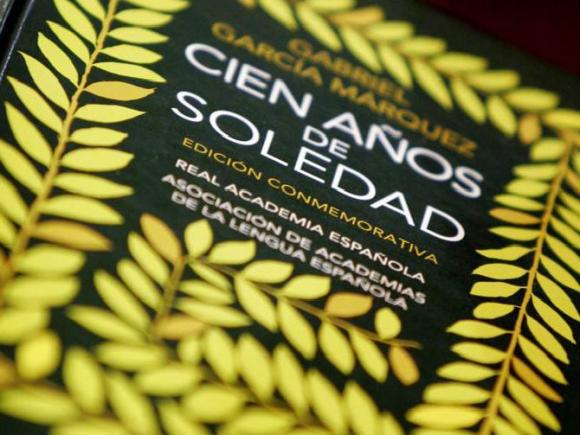 GABRIEL
GARCÍA MÁRQUEZ
CIEN AÑOS
DE
SOLEDAD
EDICIÓN CONMEMORATIVA
REAL ACADEMIA ESPAÑOLA
ASOCIACIÓN DE ACADEMIAS
DE LA LENGUA ESPAÑOLA